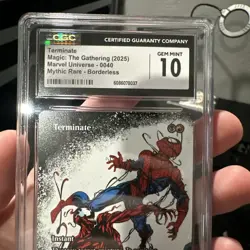 CGC
CERTIFIED GUARANTY COMPANY
Terminate
Magic: The Gathering (2025)
Marvel Universe - 0040
Mythic Rare - Borderless
GEM MINT
10
Terminate
Instant